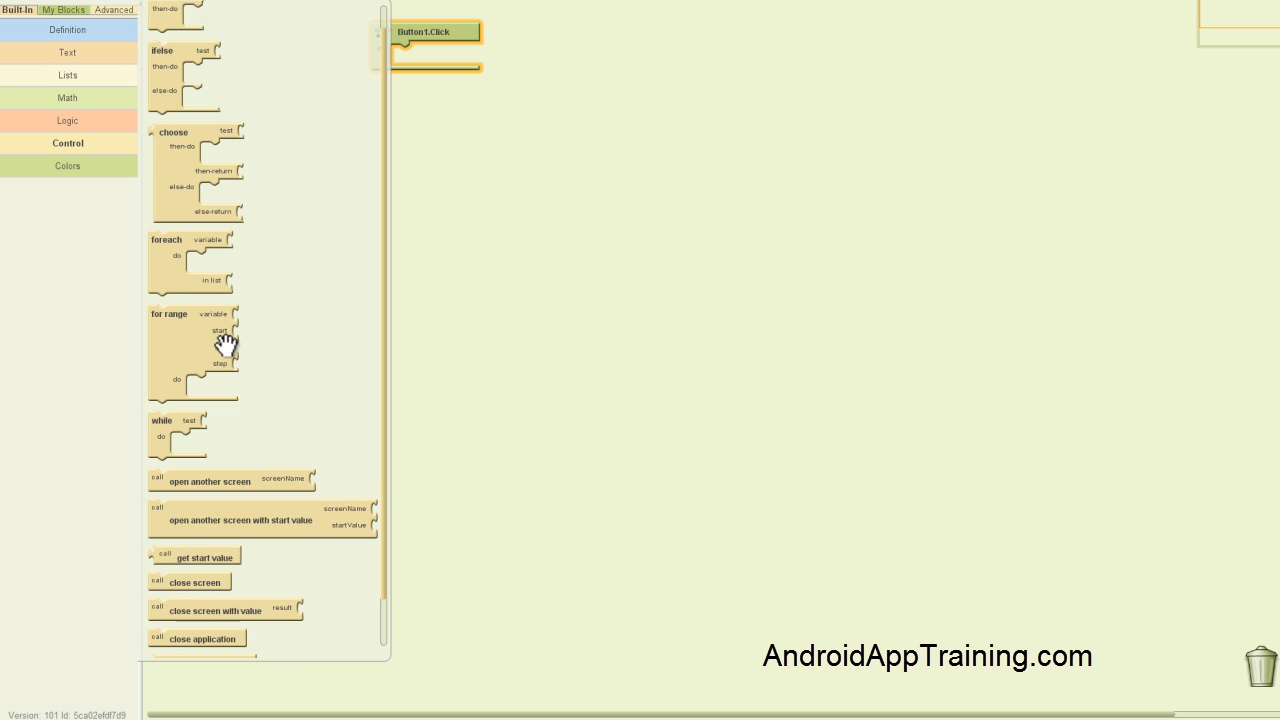 Built-In My Blocks Advanced
Definition
Text
Lists
Math
Logic
Control
Colors
then-do
ifelse test
then-do
else-do
choose test
then-do
then-return
else-do
else-return
foreach variable
do
in list
for range variable
start
step
do
while test
do
call open another screen screenName
call open another screen with start value screenName
startValue
call get start value
call close screen
call close screen with value result
call close application
Button1.Click
AndroidAppTraining.com
Version: 101 Id: 5ca02efdf7d9